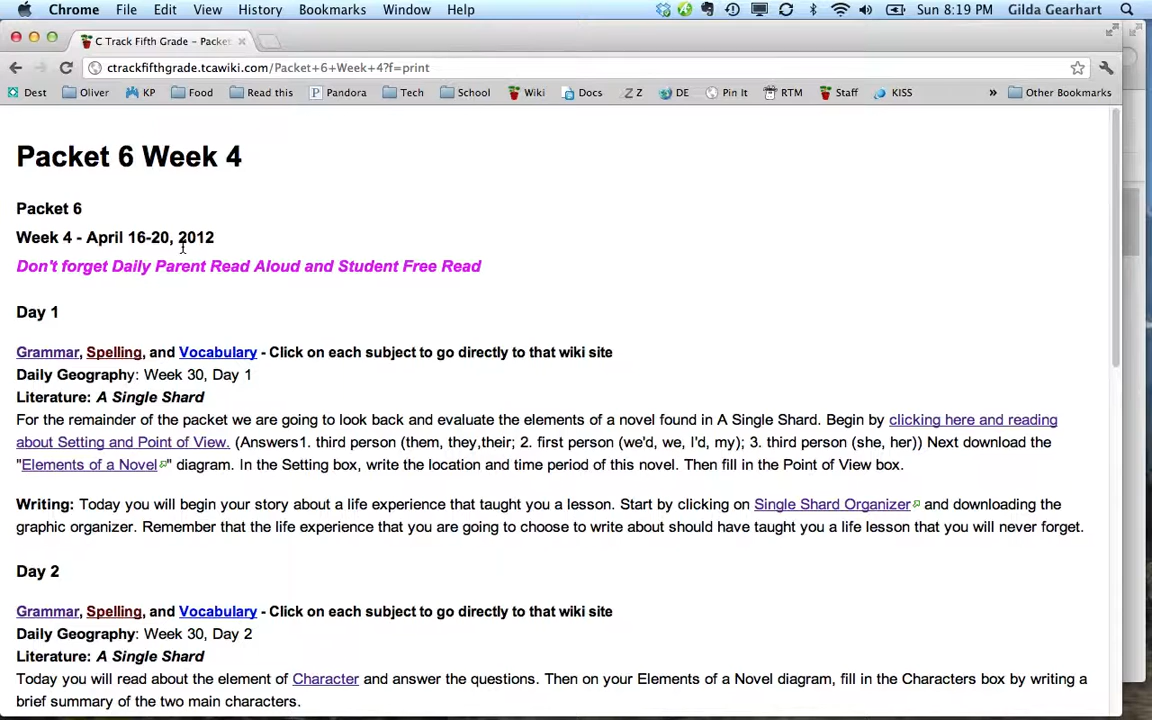 Chrome File Edit View History Bookmarks Window Help Sun 8:19 PM Gilda Gearhart
C Track Fifth Grade – Packet
ctrackfifthgrade.tcawiki.com/Packet+6+Week+4?f=print
Dest Oliver KP Food Read this Pandora Tech School Wiki Docs Z Z DE Pin It RTM Staff KISS » Other Bookmarks
Packet 6 Week 4
Packet 6
Week 4 - April 16-20, 2012
Don't forget Daily Parent Read Aloud and Student Free Read
Day 1
Grammar, Spelling, and Vocabulary - Click on each subject to go directly to that wiki site
Daily Geography: Week 30, Day 1
Literature: A Single Shard
For the remainder of the packet we are going to look back and evaluate the elements of a novel found in A Single Shard. Begin by clicking here and reading
about Setting and Point of View. (Answers1. third person (them, they,their; 2. first person (we'd, we, I'd, my); 3. third person (she, her)) Next download the
"Elements of a Novel" diagram. In the Setting box, write the location and time period of this novel. Then fill in the Point of View box.
Writing: Today you will begin your story about a life experience that taught you a lesson. Start by clicking on Single Shard Organizer and downloading the
graphic organizer. Remember that the life experience that you are going to choose to write about should have taught you a life lesson that you will never forget.
Day 2
Grammar, Spelling, and Vocabulary - Click on each subject to go directly to that wiki site
Daily Geography: Week 30, Day 2
Literature: A Single Shard
Today you will read about the element of Character and answer the questions. Then on your Elements of a Novel diagram, fill in the Characters box by writing a
brief summary of the two main characters.